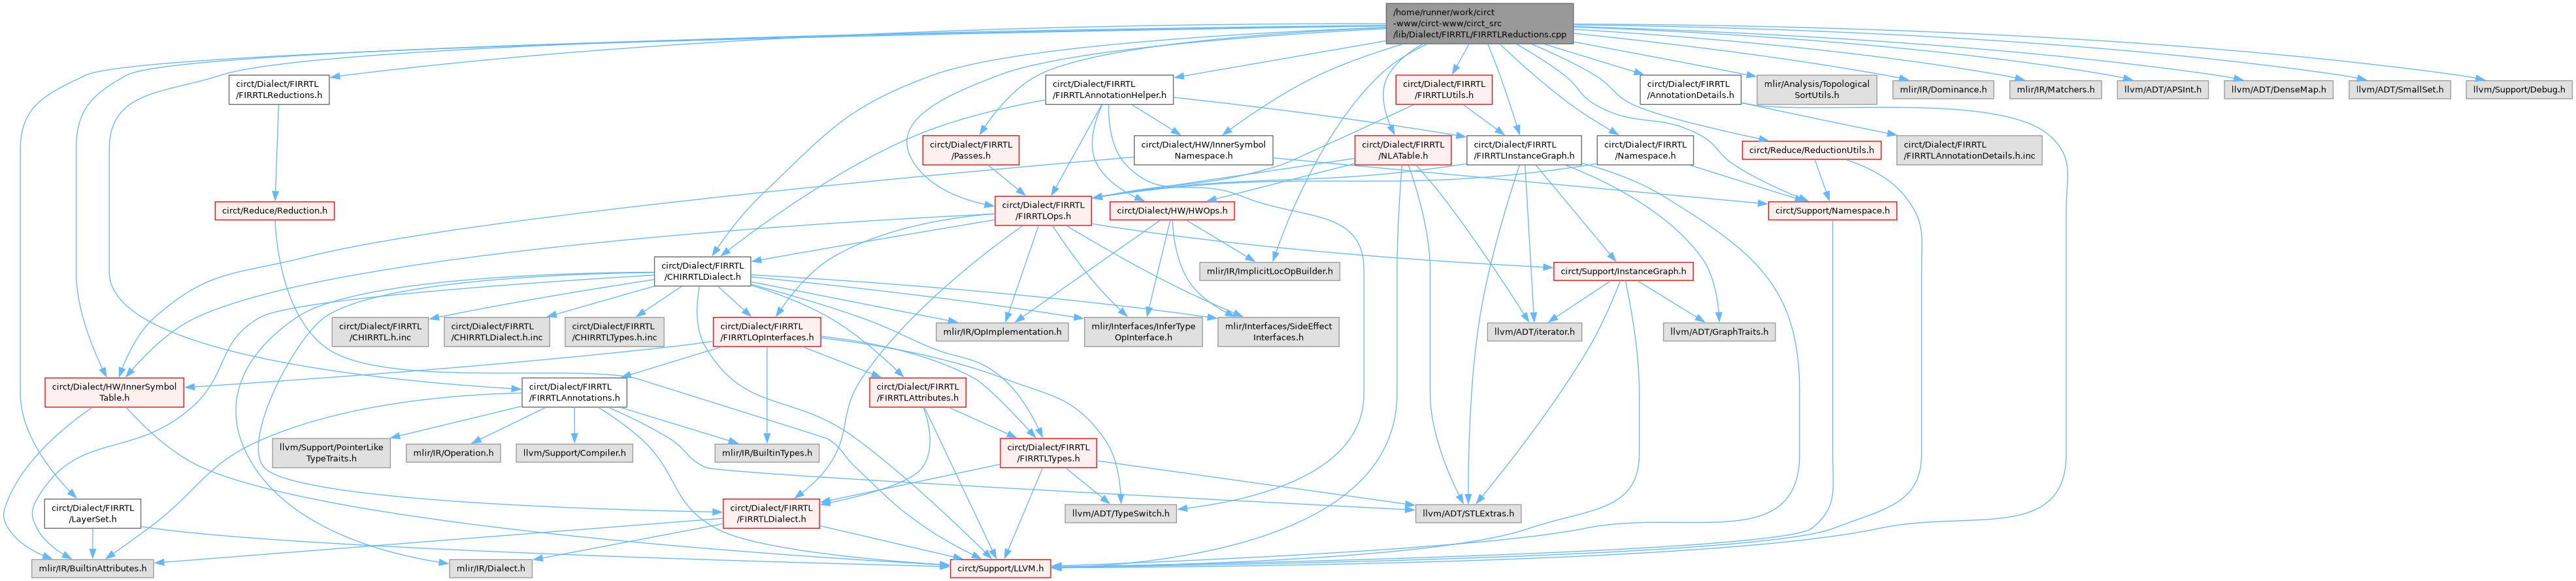 /home/runner/work/circt
-www/circt-www/circt_src
/lib/Dialect/FIRRTL/FIRRTLReductions.cpp
circt/Dialect/FIRRTL
/FIRRTLReductions.h
circt/Dialect/FIRRTL
/FIRRTLAnnotationHelper.h
circt/Dialect/FIRRTL
/FIRRTLUtils.h
circt/Dialect/FIRRTL
/AnnotationDetails.h
mlir/Analysis/Topological
SortUtils.h
mlir/IR/Dominance.h
mlir/IR/Matchers.h
llvm/ADT/APSInt.h
llvm/ADT/DenseMap.h
llvm/ADT/SmallSet.h
llvm/Support/Debug.h
circt/Dialect/FIRRTL
/Passes.h
circt/Dialect/HW/InnerSymbol
Namespace.h
circt/Dialect/FIRRTL
/NLATable.h
circt/Dialect/FIRRTL
/FIRRTLInstanceGraph.h
circt/Dialect/FIRRTL
/Namespace.h
circt/Reduce/ReductionUtils.h
circt/Dialect/FIRRTL
/FIRRTLAnnotationDetails.h.inc
circt/Reduce/Reduction.h
circt/Dialect/FIRRTL
/FIRRTLOps.h
circt/Dialect/HW/HWOps.h
circt/Support/Namespace.h
circt/Dialect/FIRRTL
/CHIRRTLDialect.h
mlir/IR/ImplicitLocOpBuilder.h
circt/Support/InstanceGraph.h
circt/Dialect/FIRRTL
/CHIRRTL.h.inc
circt/Dialect/FIRRTL
/CHIRRTLDialect.h.inc
circt/Dialect/FIRRTL
/CHIRRTLTypes.h.inc
circt/Dialect/FIRRTL
/FIRRTLOpInterfaces.h
mlir/IR/OpImplementation.h
mlir/Interfaces/InferType
OpInterface.h
mlir/Interfaces/SideEffect
Interfaces.h
llvm/ADT/iterator.h
llvm/ADT/GraphTraits.h
circt/Dialect/HW/InnerSymbol
Table.h
circt/Dialect/FIRRTL
/FIRRTLAnnotations.h
circt/Dialect/FIRRTL
/FIRRTLAttributes.h
llvm/Support/PointerLike
TypeTraits.h
mlir/IR/Operation.h
llvm/Support/Compiler.h
mlir/IR/BuiltinTypes.h
circt/Dialect/FIRRTL
/FIRRTLTypes.h
circt/Dialect/FIRRTL
/LayerSet.h
circt/Dialect/FIRRTL
/FIRRTLDialect.h
llvm/ADT/TypeSwitch.h
llvm/ADT/STLExtras.h
mlir/IR/BuiltinAttributes.h
mlir/IR/Dialect.h
circt/Support/LLVM.h